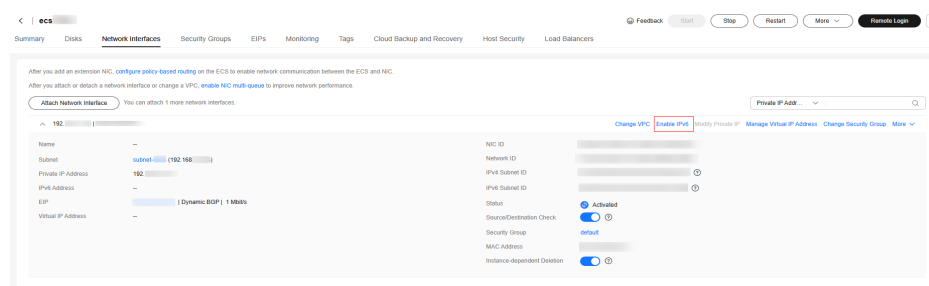 ecs
Feedback Start Stop Restart More Remote Login
Summary Disks Network Interfaces Security Groups EIPs Monitoring Tags Cloud Backup and Recovery Host Security Load Balancers
After you add an extension NIC, configure policy-based routing on the ECS to enable network communication between the ECS and NIC.
After you attach or detach a network interface or change a VPC, enable NIC multi-queue to improve network performance.
Attach Network Interface You can attach 1 more network interfaces. Private IP Addr...
192. | Change VPC Enable IPv6 Modify Private IP Manage Virtual IP Address Change Security Group More
Name -- NIC ID
Subnet subnet- (192.168 ) Network ID
Private IP Address 192. IPv4 Subnet ID
IPv6 Address -- IPv6 Subnet ID
EIP | Dynamic BGP | 1 Mbit/s Status Activated
Virtual IP Address -- Source/Destination Check
Security Group default
MAC Address
Instance-dependent Deletion